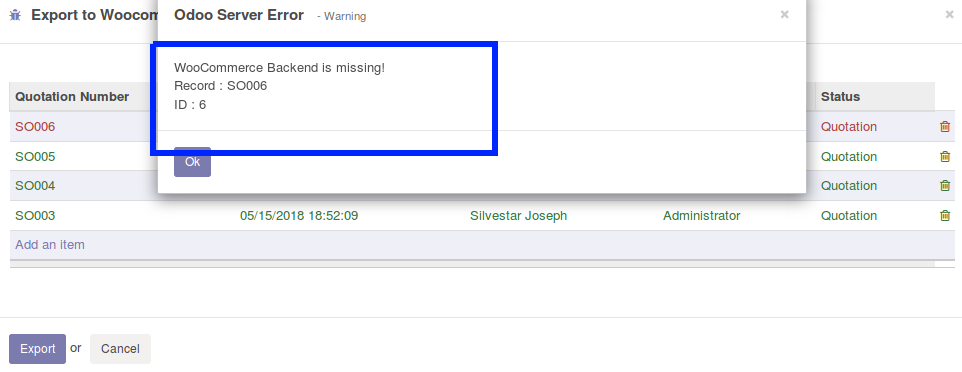 Export to Woocom
Odoo Server Error - Warning ×
×
WooCommerce Backend is missing!
Record : SO006
ID : 6
Ok
Quotation Number Status
SO006 Quotation
SO005 Quotation
SO004 Quotation
SO003 05/15/2018 18:52:09 Silvestar Joseph Administrator Quotation
Add an item
Export or Cancel